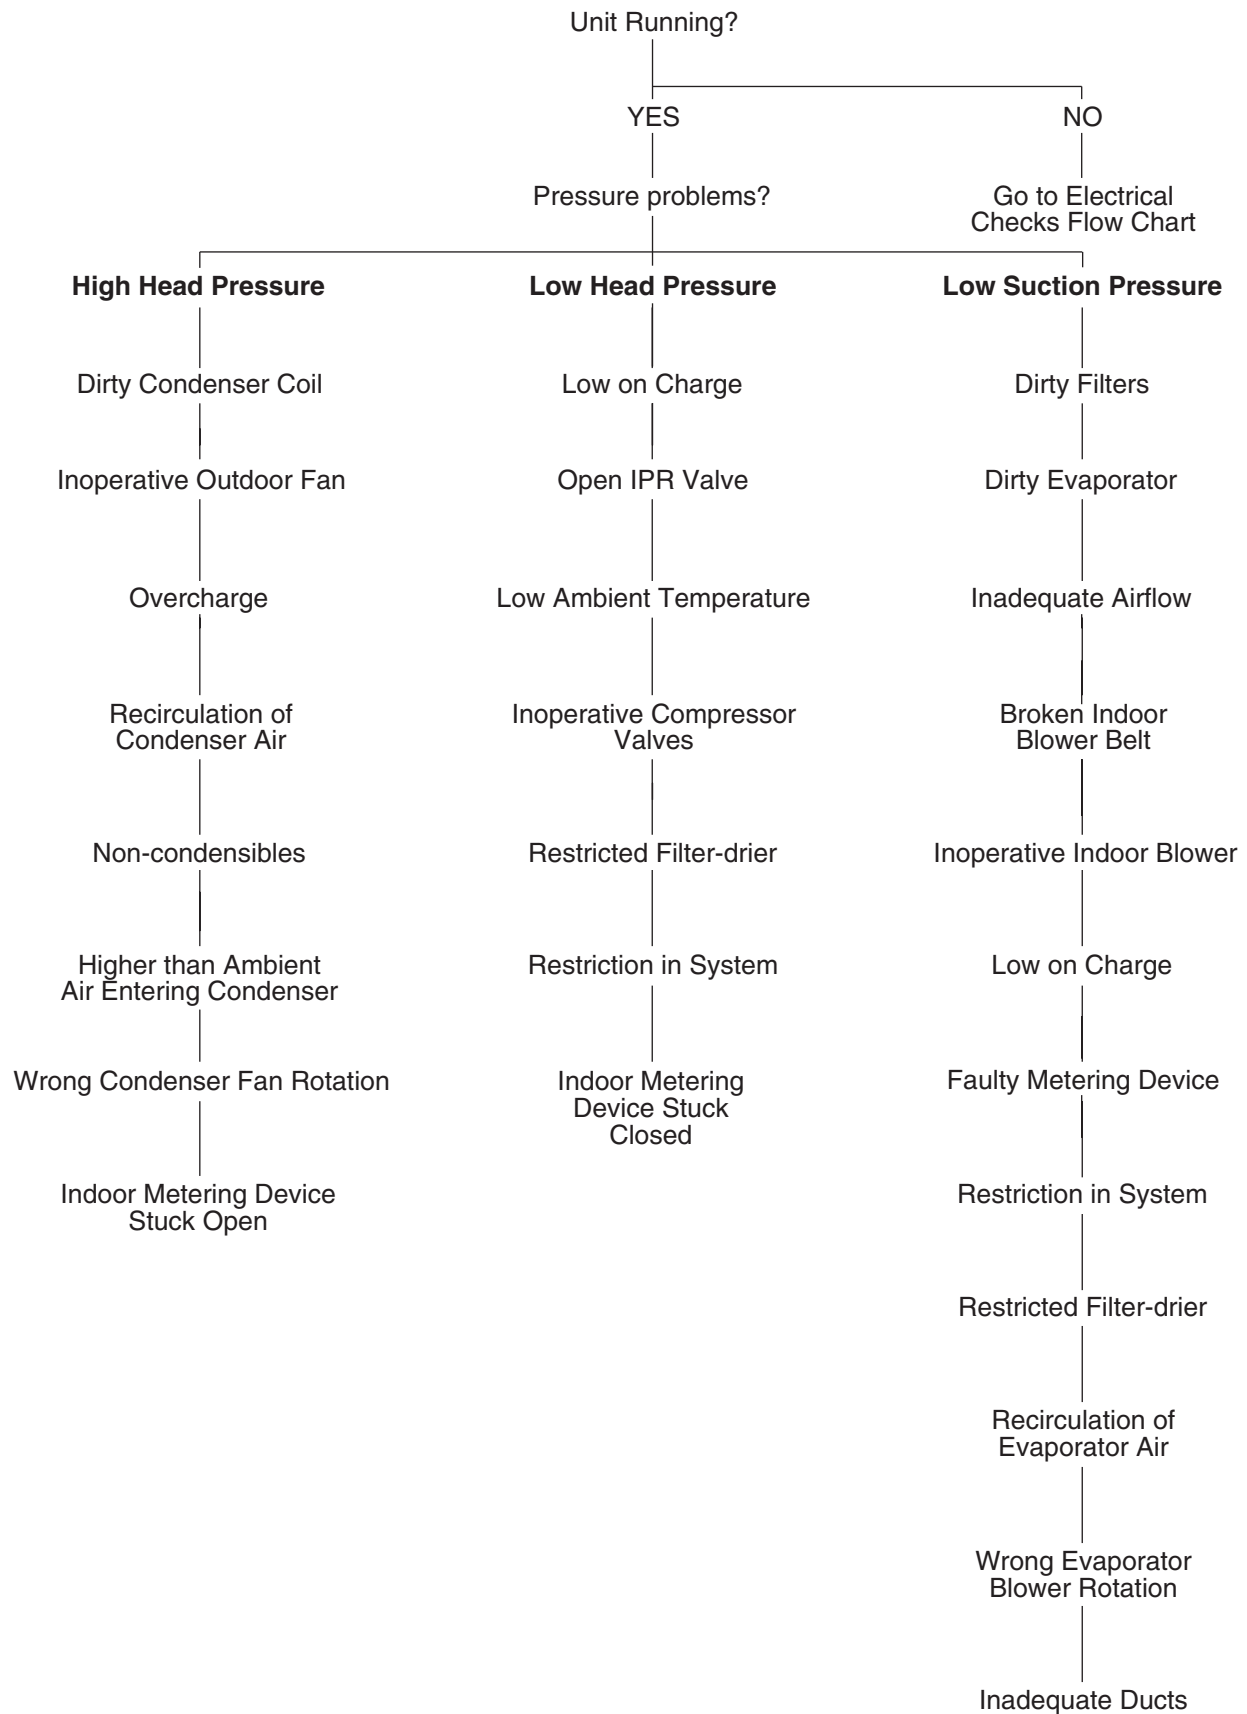 Unit Running?
YES
NO
Pressure problems?
Go to Electrical
Checks Flow Chart
High Head Pressure
Low Head Pressure
Low Suction Pressure
Dirty Condenser Coil
Low on Charge
Dirty Filters
Inoperative Outdoor Fan
Open IPR Valve
Dirty Evaporator
Overcharge
Low Ambient Temperature
Inadequate Airflow
Recirculation of
Condenser Air
Inoperative Compressor
Valves
Broken Indoor
Blower Belt
Non-condensibles
Restricted Filter-drier
Inoperative Indoor Blower
Higher than Ambient
Air Entering Condenser
Restriction in System
Low on Charge
Wrong Condenser Fan Rotation
Indoor Metering
Device Stuck
Closed
Faulty Metering Device
Indoor Metering Device
Stuck Open
Restriction in System
Restricted Filter-drier
Recirculation of
Evaporator Air
Wrong Evaporator
Blower Rotation
Inadequate Ducts